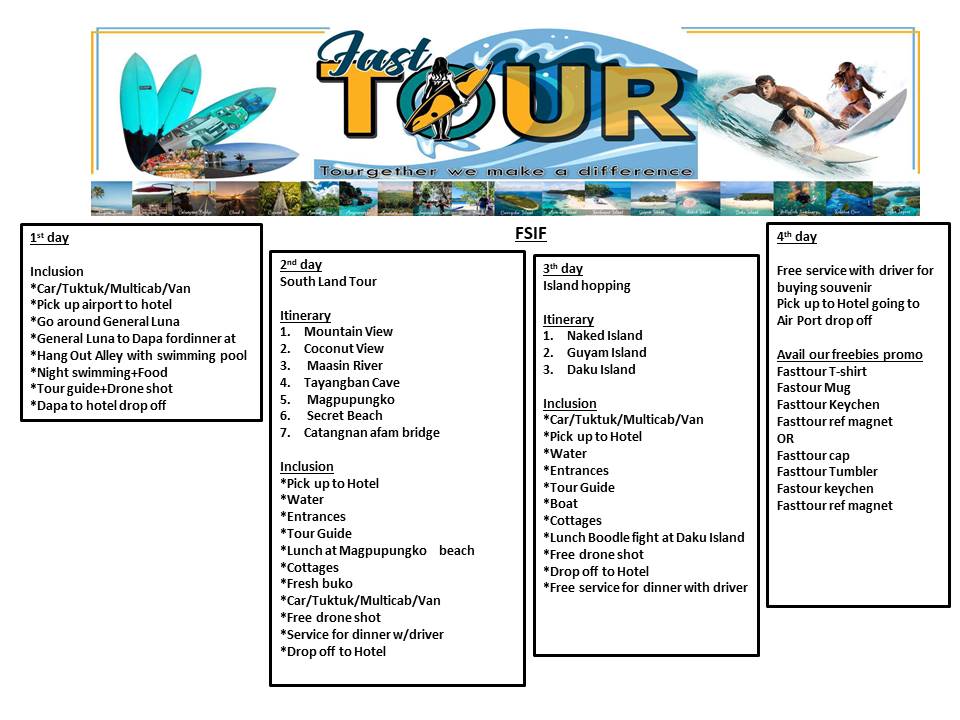 Fast
TOUR
Tourgether we make a difference
FSIF
1st day
Inclusion
*Car/Tuktuk/Multicab/Van
*Pick up airport to hotel
*Go around General Luna
*General Luna to Dapa fordinner at
*Hang Out Alley with swimming pool
*Night swimming+Food
*Tour guide+Drone shot
*Dapa to hotel drop off
2nd day
South Land Tour
Itinerary
1. Mountain View
2. Coconut View
3. Maasin River
4. Tayangban Cave
5. Magpupungko
6. Secret Beach
7. Catangnan afam bridge
Inclusion
*Pick up to Hotel
*Water
*Entrances
*Tour Guide
*Lunch at Magpupungko beach
*Cottages
*Fresh buko
*Car/Tuktuk/Multicab/Van
*Free drone shot
*Service for dinner w/driver
*Drop off to Hotel
3rd day
Island hopping
Itinerary
1. Naked Island
2. Guyam Island
3. Daku Island
Inclusion
*Car/Tuktuk/Multicab/Van
*Pick up to Hotel
*Water
*Entrances
*Tour Guide
*Boat
*Cottages
*Lunch Boodle fight at Daku Island
*Free drone shot
*Drop off to Hotel
*Free service for dinner with driver
4th day
Free service with driver for
buying souvenir
Pick up to Hotel going to
Air Port drop off
Avail our freebies promo
Fasttour T-shirt
Fastour Mug
Fasttour Keychen
Fasttour ref magnet
OR
Fasttour cap
Fasttour Tumbler
Fastour keychen
Fasttour ref magnet